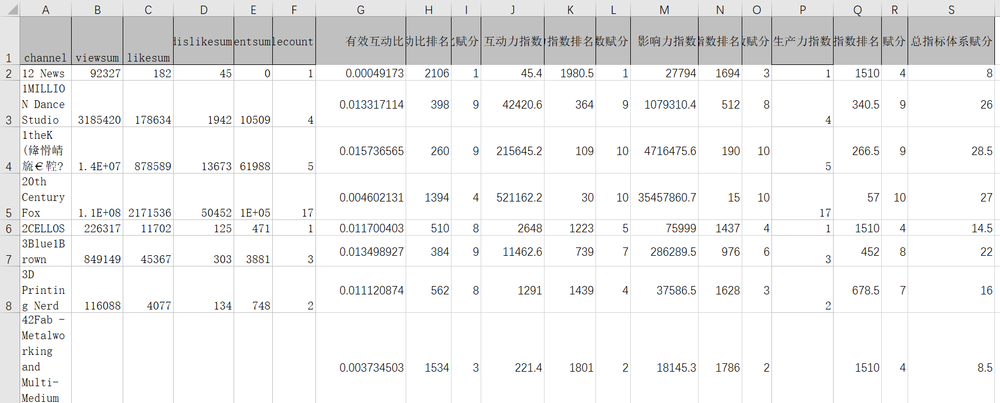 A B C D E F G H I J K L M N O P Q R S
1 channel viewsum likesum dislikesum entsum lecount 有效互动比 动比排名 赋分 互动力指数 指数排名 数赋分 影响力指数 指数排名 赋分 生产力指数 指数排名 赋分 总指标体系赋分
2 12 News 92327 182 45 0 1 0.00049173 2106 1 45.4 1980.5 1 27794 1694 3 1 1510 4 8
1MILLIO
N Dance
3 Studio 3185420 178634 1942 10509 4 0.013317114 398 9 42420.6 364 9 1079310.4 512 8 4 340.5 9 26
1theK
4 1.4E+07 878589 13673 61988 5 0.015736565 260 9 215645.2 109 10 4716475.6 190 10 5 266.5 9 28.5
20th
Century
5 Fox 1.1E+08 2171536 50452 1E+05 17 0.004602131 1394 4 521162.2 30 10 35457860.7 15 10 17 57 10 27
6 2CELLOS 226317 11702 125 471 1 0.011700403 510 8 2648 1223 5 75999 1437 4 1 1510 4 14.5
3Blue1B
7 rown 849149 45367 303 3881 3 0.013498927 384 9 11462.6 739 7 286289.5 976 6 3 452 8 22
3D
Printin
8 g Nerd 116088 4077 134 748 2 0.011120874 562 8 1291 1439 4 37586.5 1628 3 2 678.5 7 16
42Fab -
Metalwo
rking
and
Multi-
Medium
0.003734503 1534 3 221.4 1801 2 18145.3 1786 2 1510 4 8.5